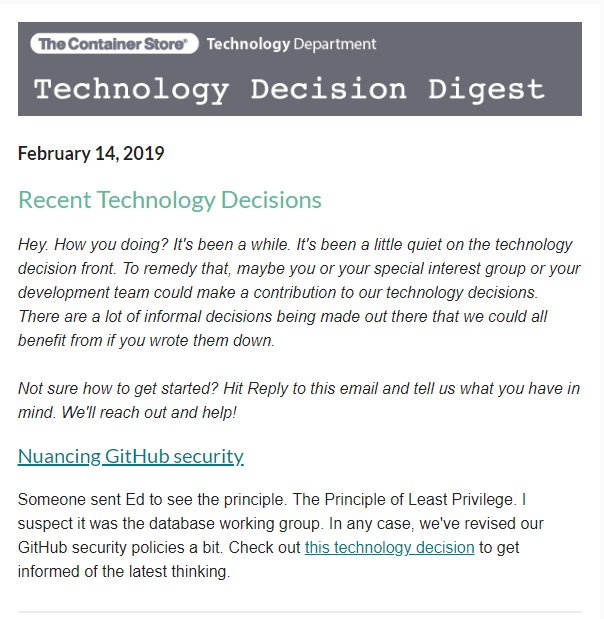 The Container Store® Technology Department
Technology Decision Digest
February 14, 2019
Recent Technology Decisions
Hey. How you doing? It's been a while. It's been a little quiet on the technology
decision front. To remedy that, maybe you or your special interest group or your
development team could make a contribution to our technology decisions.
There are a lot of informal decisions being made out there that we could all
benefit from if you wrote them down.
Not sure how to get started? Hit Reply to this email and tell us what you have in
mind. We'll reach out and help!
Nuancing GitHub security
Someone sent Ed to see the principle. The Principle of Least Privilege. I
suspect it was the database working group. In any case, we've revised our
GitHub security policies a bit. Check out this technology decision to get
informed of the latest thinking.